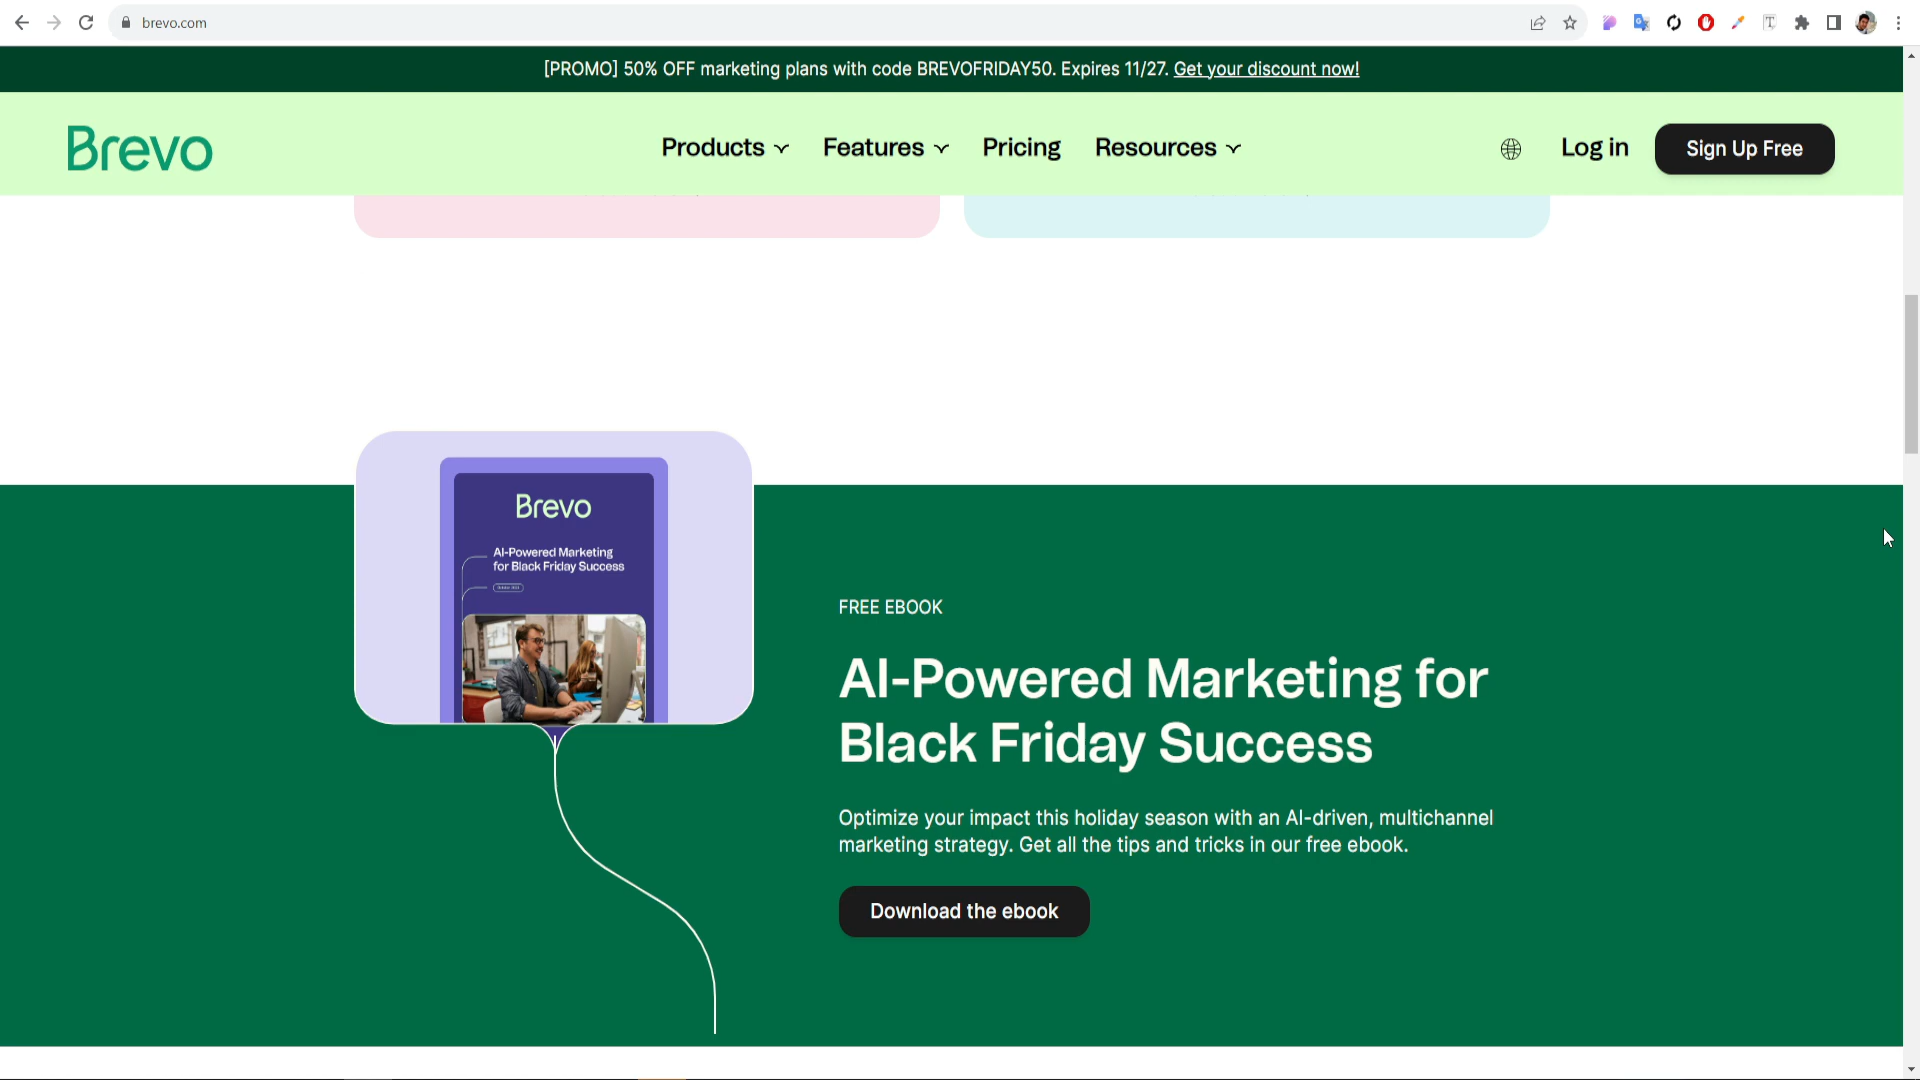 brevo.com
[PROMO] 50% OFF marketing plans with code BREVOFRIDAY50. Expires 11/27. Get your discount now!
Brevo
Products
Features
Pricing
Resources
Log in
Sign Up Free
Brevo
AI-Powered Marketing
for Black Friday Success
FREE EBOOK
AI-Powered Marketing for
Black Friday Success
Optimize your impact this holiday season with an AI-driven, multichannel
marketing strategy. Get all the tips and tricks in our free ebook.
Download the ebook